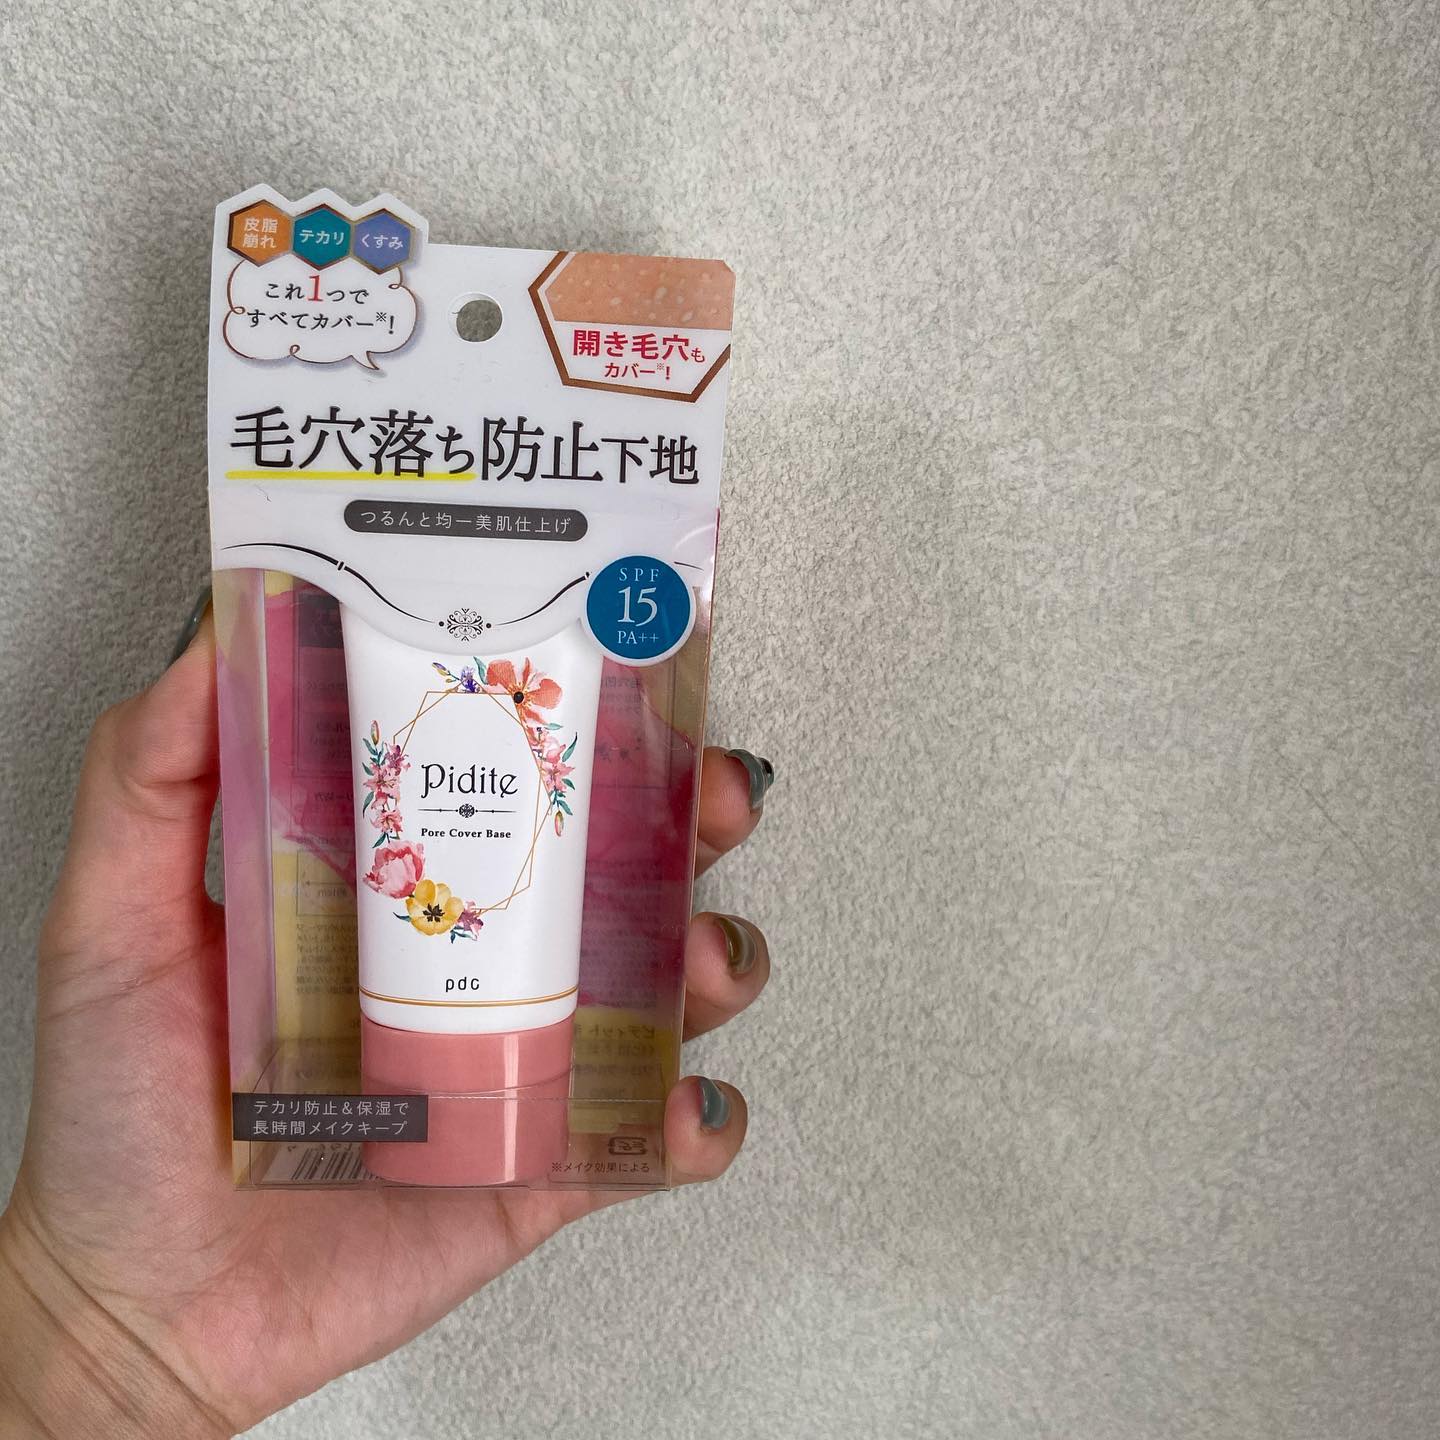 皮脂
崩れ
テカリ
くすみ
これ1つで
すべてカバー※!
開き毛穴も
カバー※!
毛穴落ち防止下地
つるんと均一美肌仕上げ
SPF
15
PA++
Pidite
Pore Cover Base
pdc
テカリ防止&保湿で
長時間メイクキープ
※メイク効果による